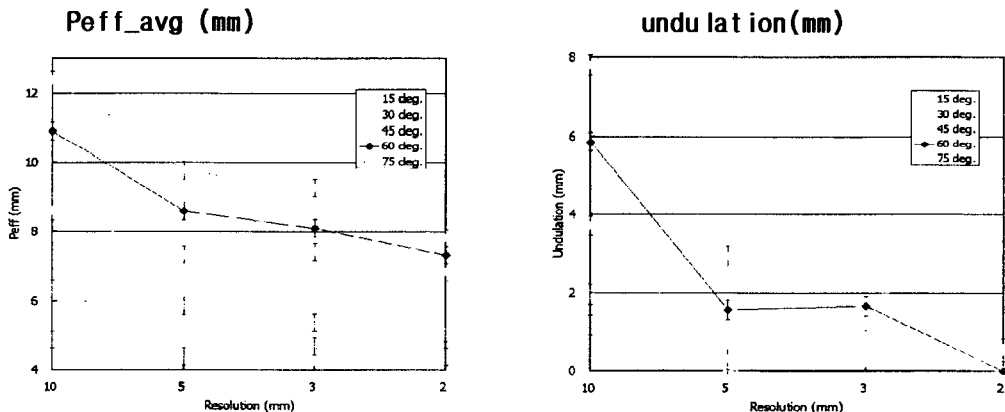 Peff_avg (mm)
12
10
8
6
4
Peff (mm)
15 deg.
30 deg.
45 deg.
60 deg.
75 deg.
10
5
3
2
Resolution (mm)
undulation(mm)
8
6
4
2
0
Undulation (mm)
15 deg.
30 deg.
45 deg.
60 deg.
75 deg.
10
5
3
2
Resolution (mm)